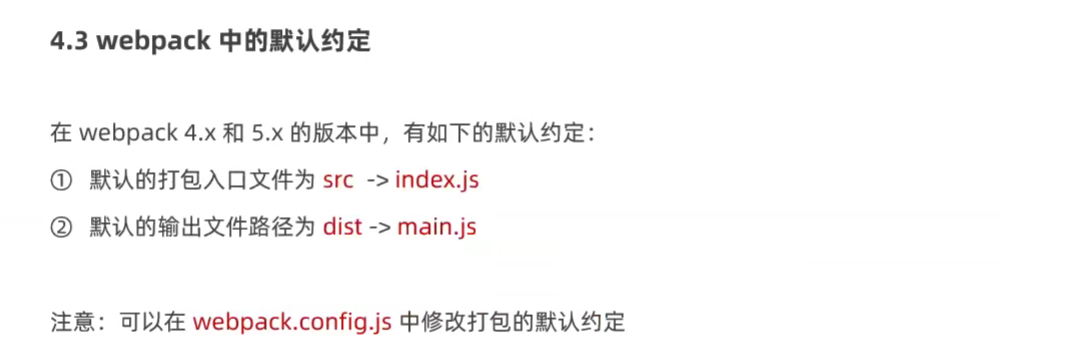 4.3 webpack 中的默认约定
在 webpack 4.x 和 5.x 的版本中，有如下的默认约定：
① 默认的打包入口文件为 src -> index.js
② 默认的输出文件路径为 dist -> main.js
注意：可以在 webpack.config.js 中修改打包的默认约定